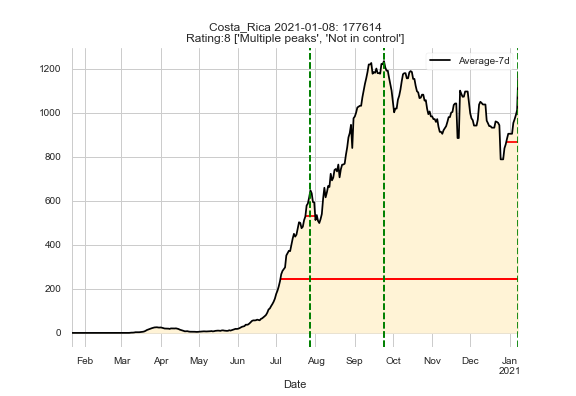 Costa_Rica 2021-01-08: 177614
Rating:8 ['Multiple peaks', 'Not in control']
Average-7d
1200
1000
800
600
400
200
0
Feb Mar Apr May Jun Jul Aug Sep Oct Nov Dec Jan
2021
Date